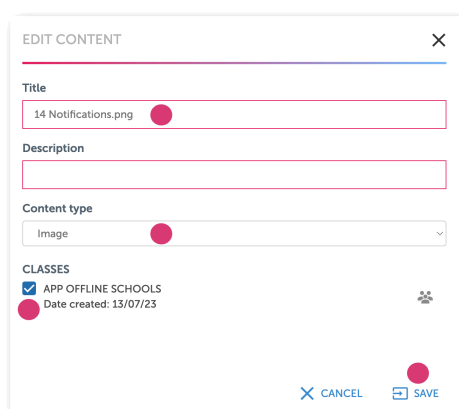 EDIT CONTENT
Title
14 Notifications.png
Description
Content type
Image
CLASSES
APP OFFLINE SCHOOLS
Date created: 13/07/23
CANCEL
SAVE